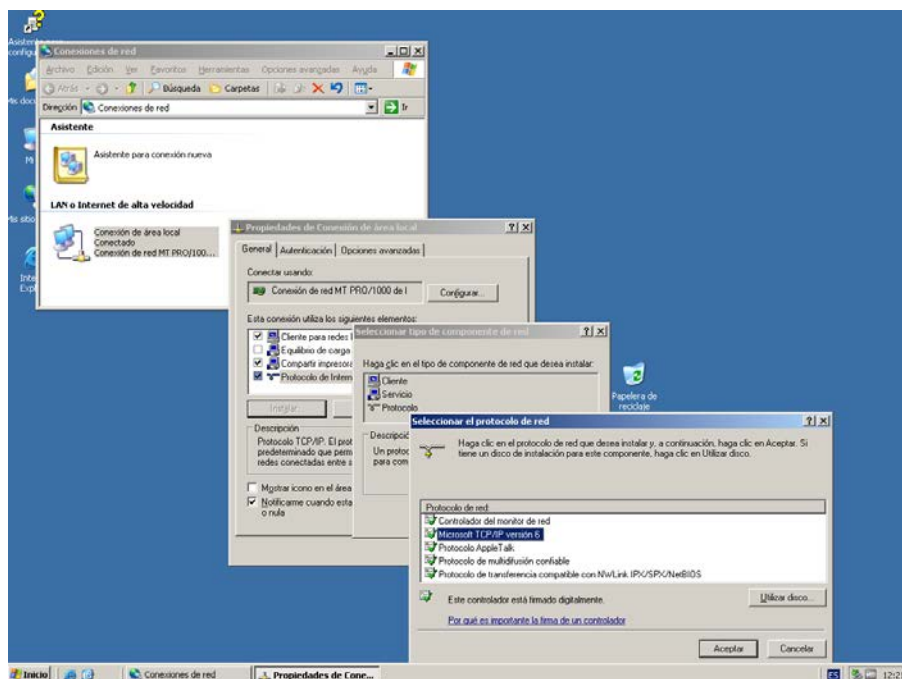 Conexiones de red
Archivo Edición Ver Favoritos Herramientas Opciones avanzadas Ayuda
Atrás Búsqueda Carpetas
Dirección Conexiones de red Ir
Asistente
Asistente para conexión nueva
LAN o Internet de alta velocidad
Conexión de área local
Conectado
Conexión de red MT PRO/100...
Propiedades de Conexión de área local
General Autenticación Opciones avanzadas
Conectar usando:
Conexión de red MT PRO/1000 de I
Configurar...
Esta conexión utiliza los siguientes elementos:
Cliente para redes
Equilibrio de carga
Compartir impresora
Protocolo de Intern
Instalar...
Descripción
Protocolo TCP/IP. El prot
predeterminado que perm
redes conectadas entre s
Mostrar icono en el área
Notificarme cuando esta
o nula
Seleccionar tipo de componente de red
Haga clic en el tipo de componente de red que desea instalar:
Cliente
Servicio
Protocolo
Descripció
Un protoc
para com
Papelera de
reciclaje
Seleccionar el protocolo de red
Haga clic en el protocolo de red que desea instalar y, a continuación, haga clic en Aceptar. Si
tiene un disco de instalación para este componente, haga clic en Utilizar disco.
Protocolo de red:
Controlador del monitor de red
Microsoft TCP/IP versión 6
Protocolo AppleTalk
Protocolo de multidifusión confiable
Protocolo de transferencia compatible con NWLink IPX/SPX/NetBIOS
Este controlador está firmado digitalmente.
Utilizar disco...
Por qué es importante la firma de un controlador
Aceptar Cancelar
Inicio Conexiones de red Propiedades de Cone... ES